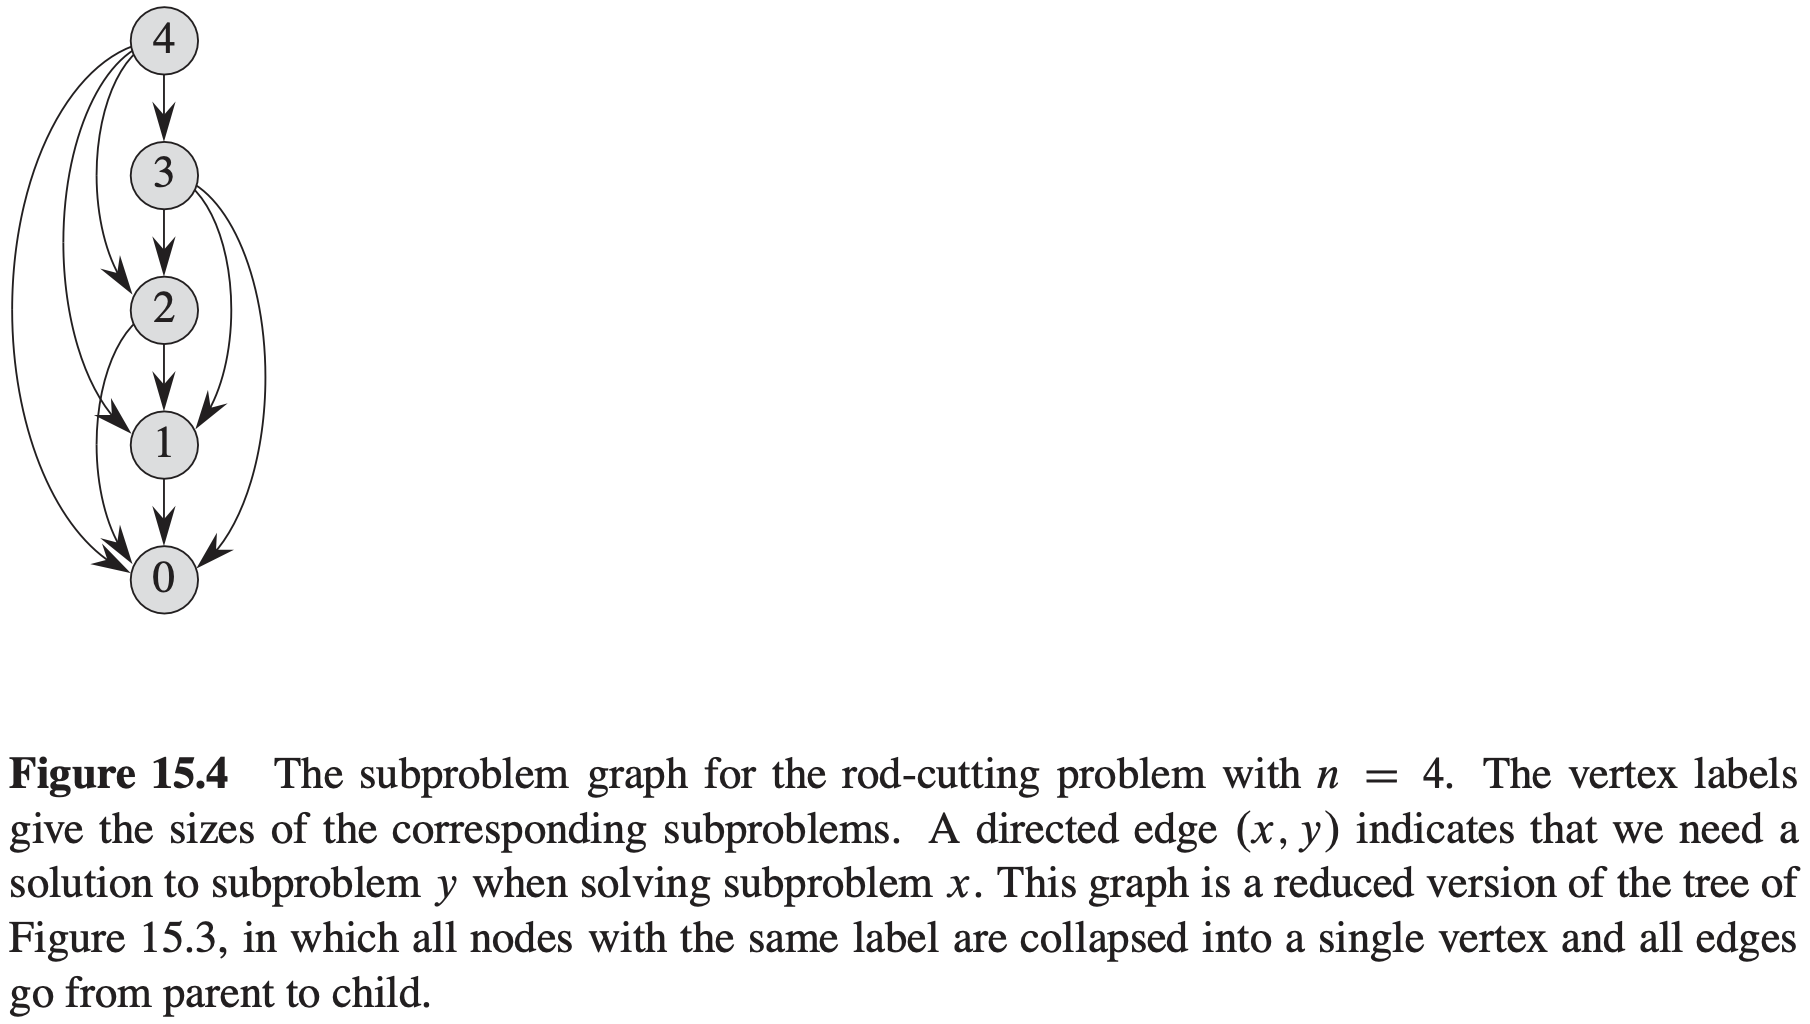 4
3
2
1
0
Figure 15.4 The subproblem graph for the rod-cutting problem with n = 4. The vertex labels
give the sizes of the corresponding subproblems. A directed edge (x, y) indicates that we need a
solution to subproblem y when solving subproblem x. This graph is a reduced version of the tree of
Figure 15.3, in which all nodes with the same label are collapsed into a single vertex and all edges
go from parent to child.